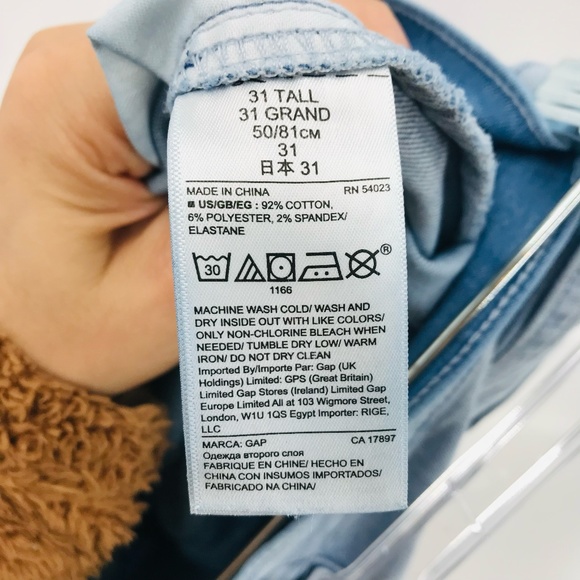 31 TALL
31 GRAND
50/81CM
31
日本 31
MADE IN CHINA RN 54023
US/GB/EG : 92% COTTON,
6% POLYESTER, 2% SPANDEX/
ELASTANE
30 ®
1166
MACHINE WASH COLD/ WASH AND
DRY INSIDE OUT WITH LIKE COLORS/
ONLY NON-CHLORINE BLEACH WHEN
NEEDED/ TUMBLE DRY LOW/ WARM
IRON/ DO NOT DRY CLEAN
Imported By/Importe Par: Gap (UK
Holdings) Limited: GPS (Great Britain)
Limited Gap Stores (Ireland) Limited Gap
Europe Limited All at 103 Wigmore Street,
London, W1U 1QS Egypt Importer: RIGE,
LLC
MARCA: GAP CA 17897
Одежда второго слоя
FABRIQUE EN CHINE/ HECHO EN
CHINA CON INSUMOS IMPORTADOS/
FABRICADO NA CHINA/